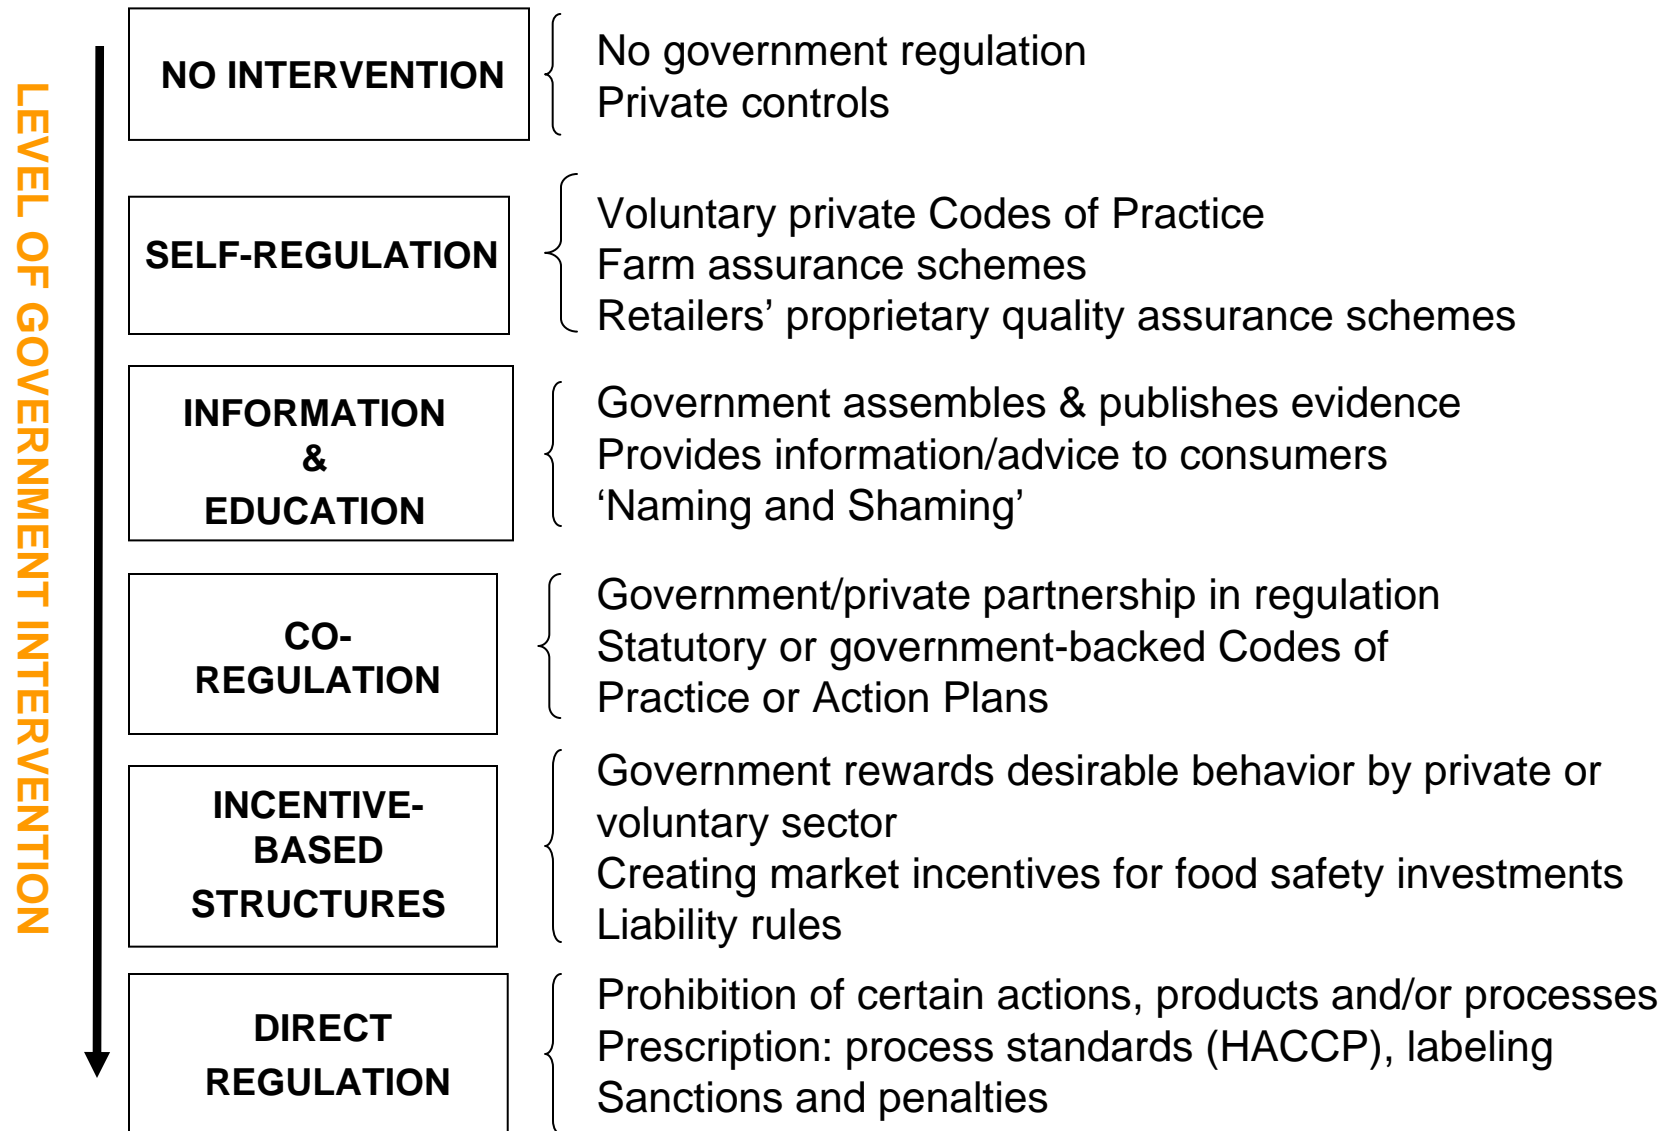 LEVEL OF GOVERNMENT INTERVENTION
NO INTERVENTION
No government regulation
Private controls
SELF-REGULATION
Voluntary private Codes of Practice
Farm assurance schemes
Retailers’ proprietary quality assurance schemes
INFORMATION
&
EDUCATION
Government assembles & publishes evidence
Provides information/advice to consumers
‘Naming and Shaming’
CO-
REGULATION
Government/private partnership in regulation
Statutory or government-backed Codes of
Practice or Action Plans
INCENTIVE-
BASED
STRUCTURES
Government rewards desirable behavior by private or
voluntary sector
Creating market incentives for food safety investments
Liability rules
DIRECT
REGULATION
Prohibition of certain actions, products and/or processes
Prescription: process standards (HACCP), labeling
Sanctions and penalties